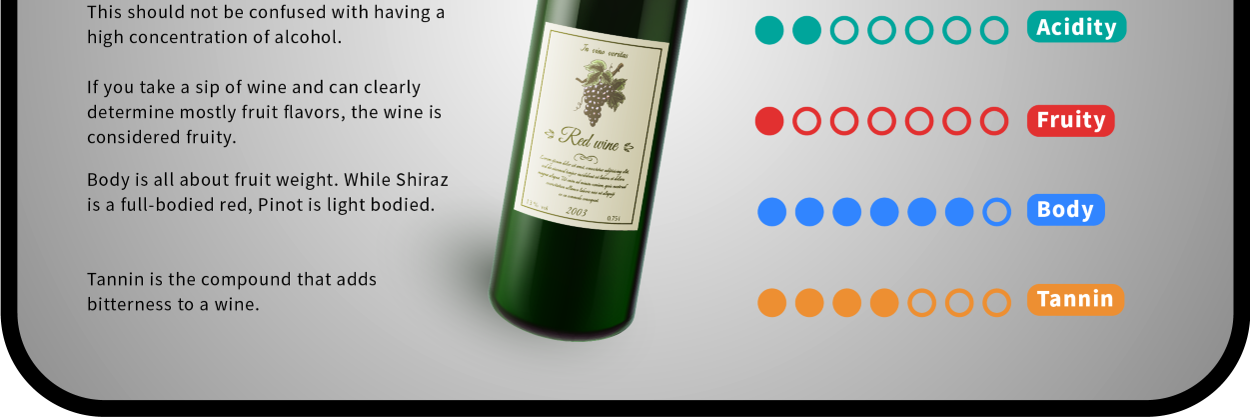 This should not be confused with having a
high concentration of alcohol.
If you take a sip of wine and can clearly
determine mostly fruit flavors, the wine is
considered fruity.
Body is all about fruit weight. While Shiraz
is a full-bodied red, Pinot is light bodied.
Tannin is the compound that adds
bitterness to a wine.
In vino veritas
Red wine
2003
0,75l
Acidity
Fruity
Body
Tannin